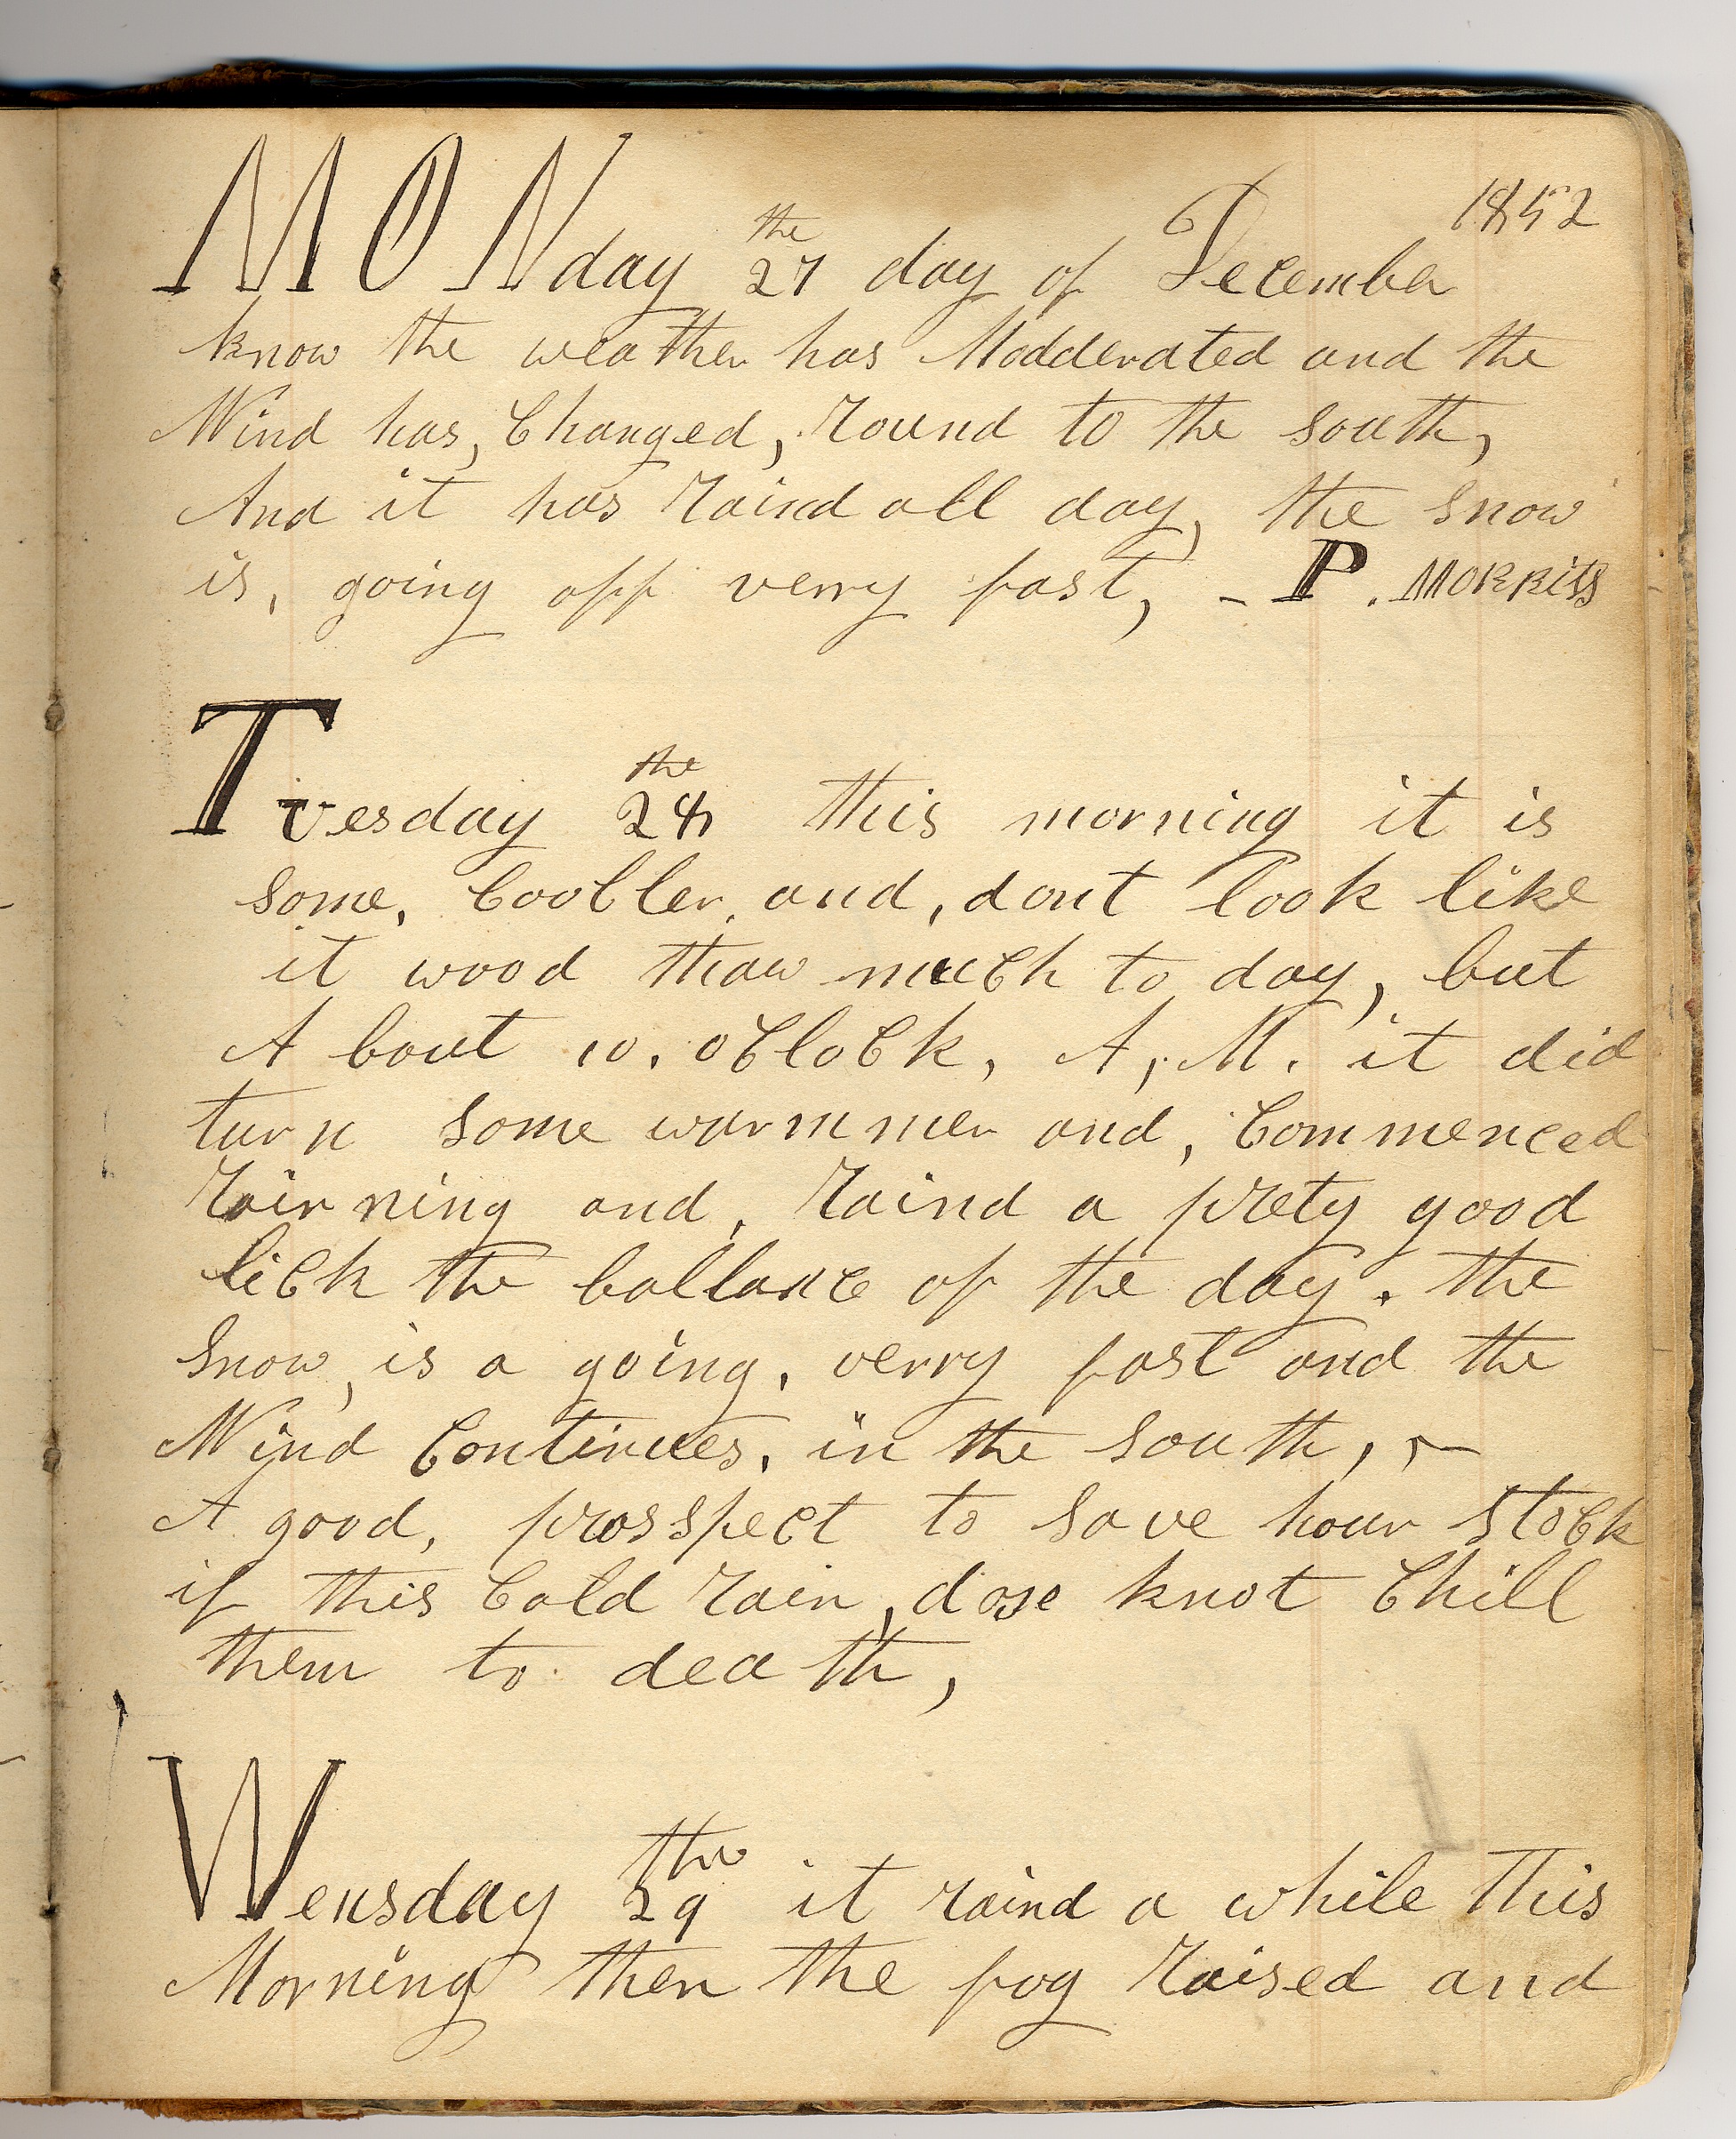 MONday 27 the day of December 1852
know the weather has Modderated and the
Wind has, Changed, round to the south,
And it has raind all day, the snow
is, going off verry fast, - P. MORRISS
Tuesday 28 the this morning it is
some, Cooller, and, dont look like
it wood thaw much to day, but
A bout 10. oCloCk, A, M. it did
turn some warmmer and, Commenced
rainning and, raind a prety good
liCk the ballance of the day. the
snow, is a going, verry fast and the
Wind Continues, in the south, , -
A good, prosspect to save hour stoCk
if this Cold rain, dose knot Chill
them to death,
Wensday 29 the it raind a while this
Morning then the fog raised and